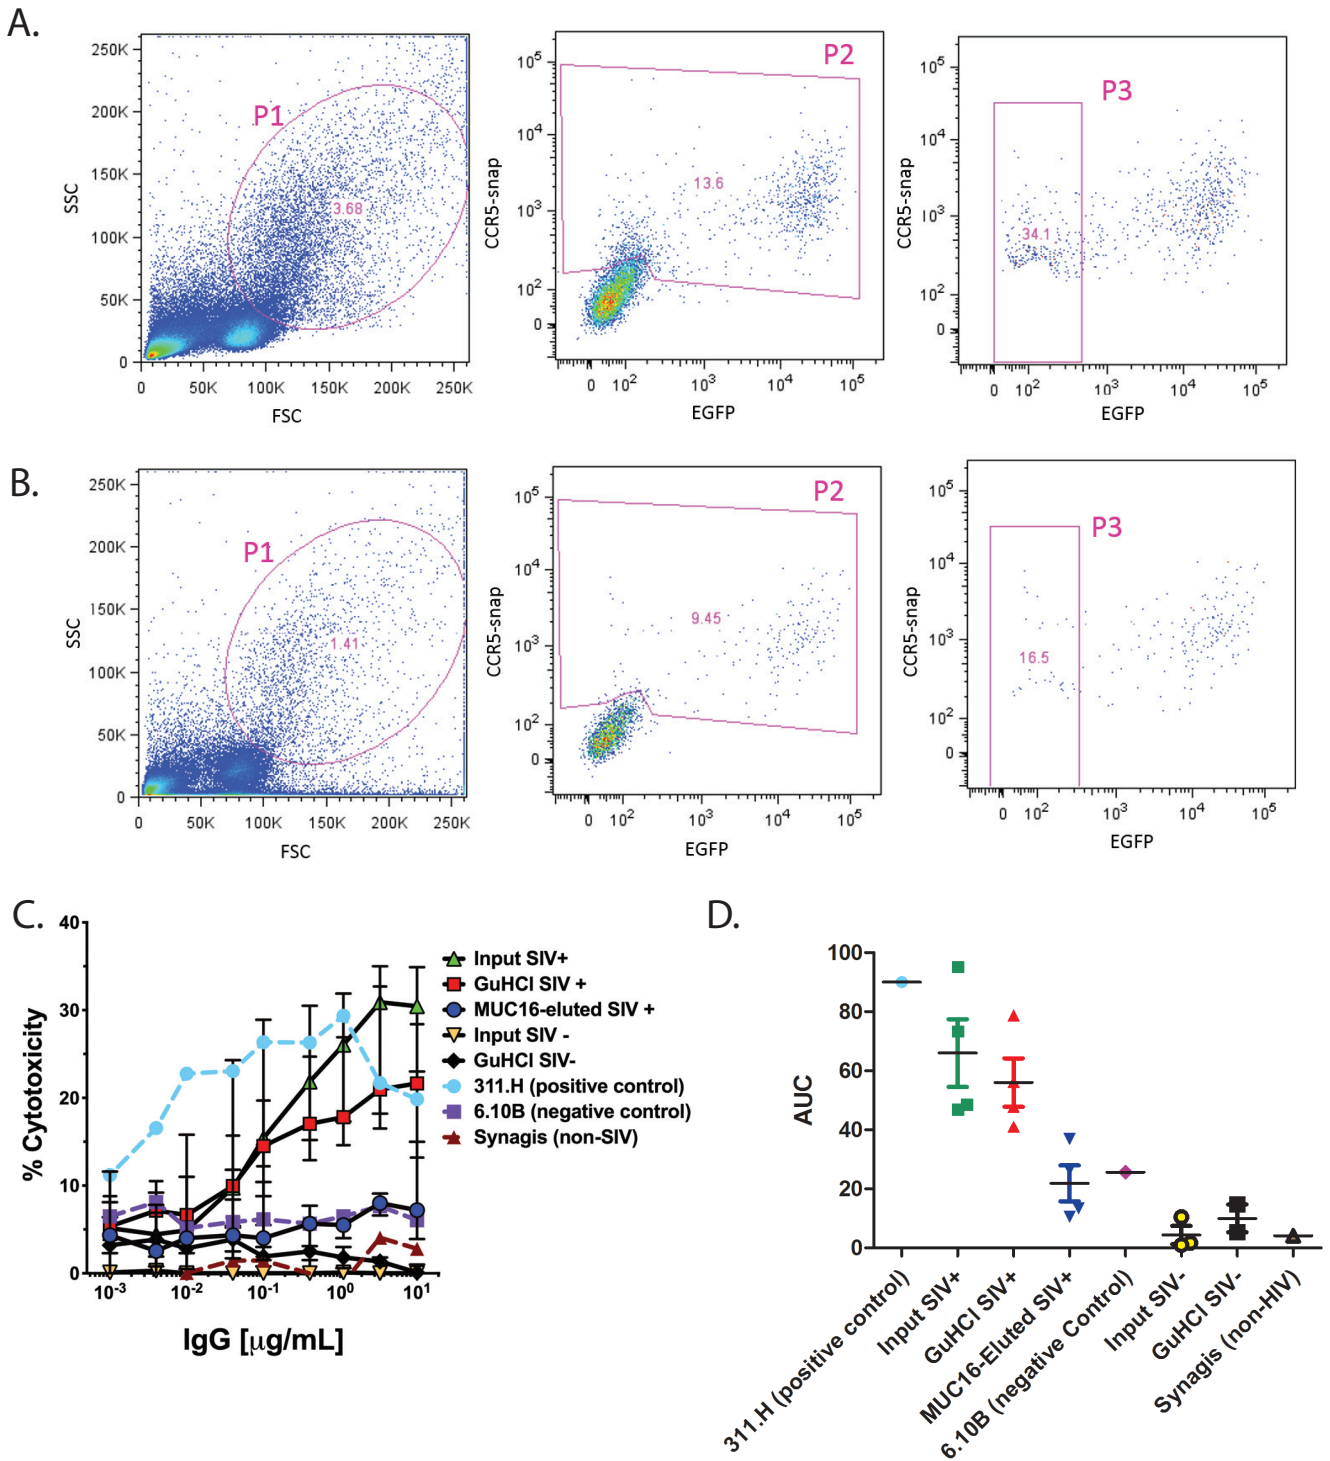 A.
250K
200K
150K
100K
50K
0
SSC
P1
3.68
0 50K 100K 150K 200K 250K
FSC
10^5
10^4
10^3
10^2
0
CCR5-snap
P2
13.6
0 10^2 10^3 10^4 10^5
EGFP
10^5
10^4
10^3
10^2
0
CCR5-snap
P3
34.1
0 10^2 10^3 10^4 10^5
EGFP
B.
250K
200K
150K
100K
50K
0
SSC
P1
1.41
0 50K 100K 150K 200K 250K
FSC
10^5
10^4
10^3
10^2
0
CCR5-snap
P2
9.45
0 10^2 10^3 10^4 10^5
EGFP
10^5
10^4
10^3
10^2
0
CCR5-snap
P3
16.5
0 10^2 10^3 10^4 10^5
EGFP
C.
40
30
20
10
0
% Cytotoxicity
10^-3 10^-2 10^-1 10^0 10^1
IgG [μg/mL]
Input SIV+
GuHCl SIV +
MUC16-eluted SIV +
Input SIV -
GuHCl SIV-
311.H (positive control)
6.10B (negative control)
Synagis (non-SIV)
D.
100
80
60
40
20
0
AUC
311.H (positive control)
Input SIV+
GuHCl SIV+
MUC16-Eluted SIV+
6.10B (negative Control)
Input SIV-
GuHCl SIV-
Synagis (non-HIV)